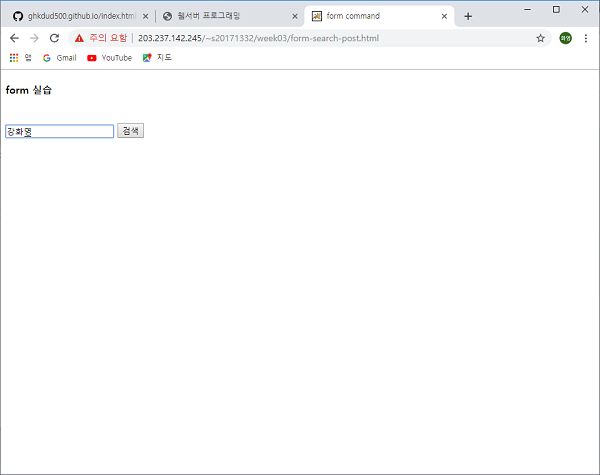 ghkdud500.github.io/index.html
웹서버 프로그래밍
form command
주의 요함
203.237.142.245/~s20171332/week03/form-search-post.html
화영
앱
Gmail
YouTube
지도
form 실습
강화영
검색